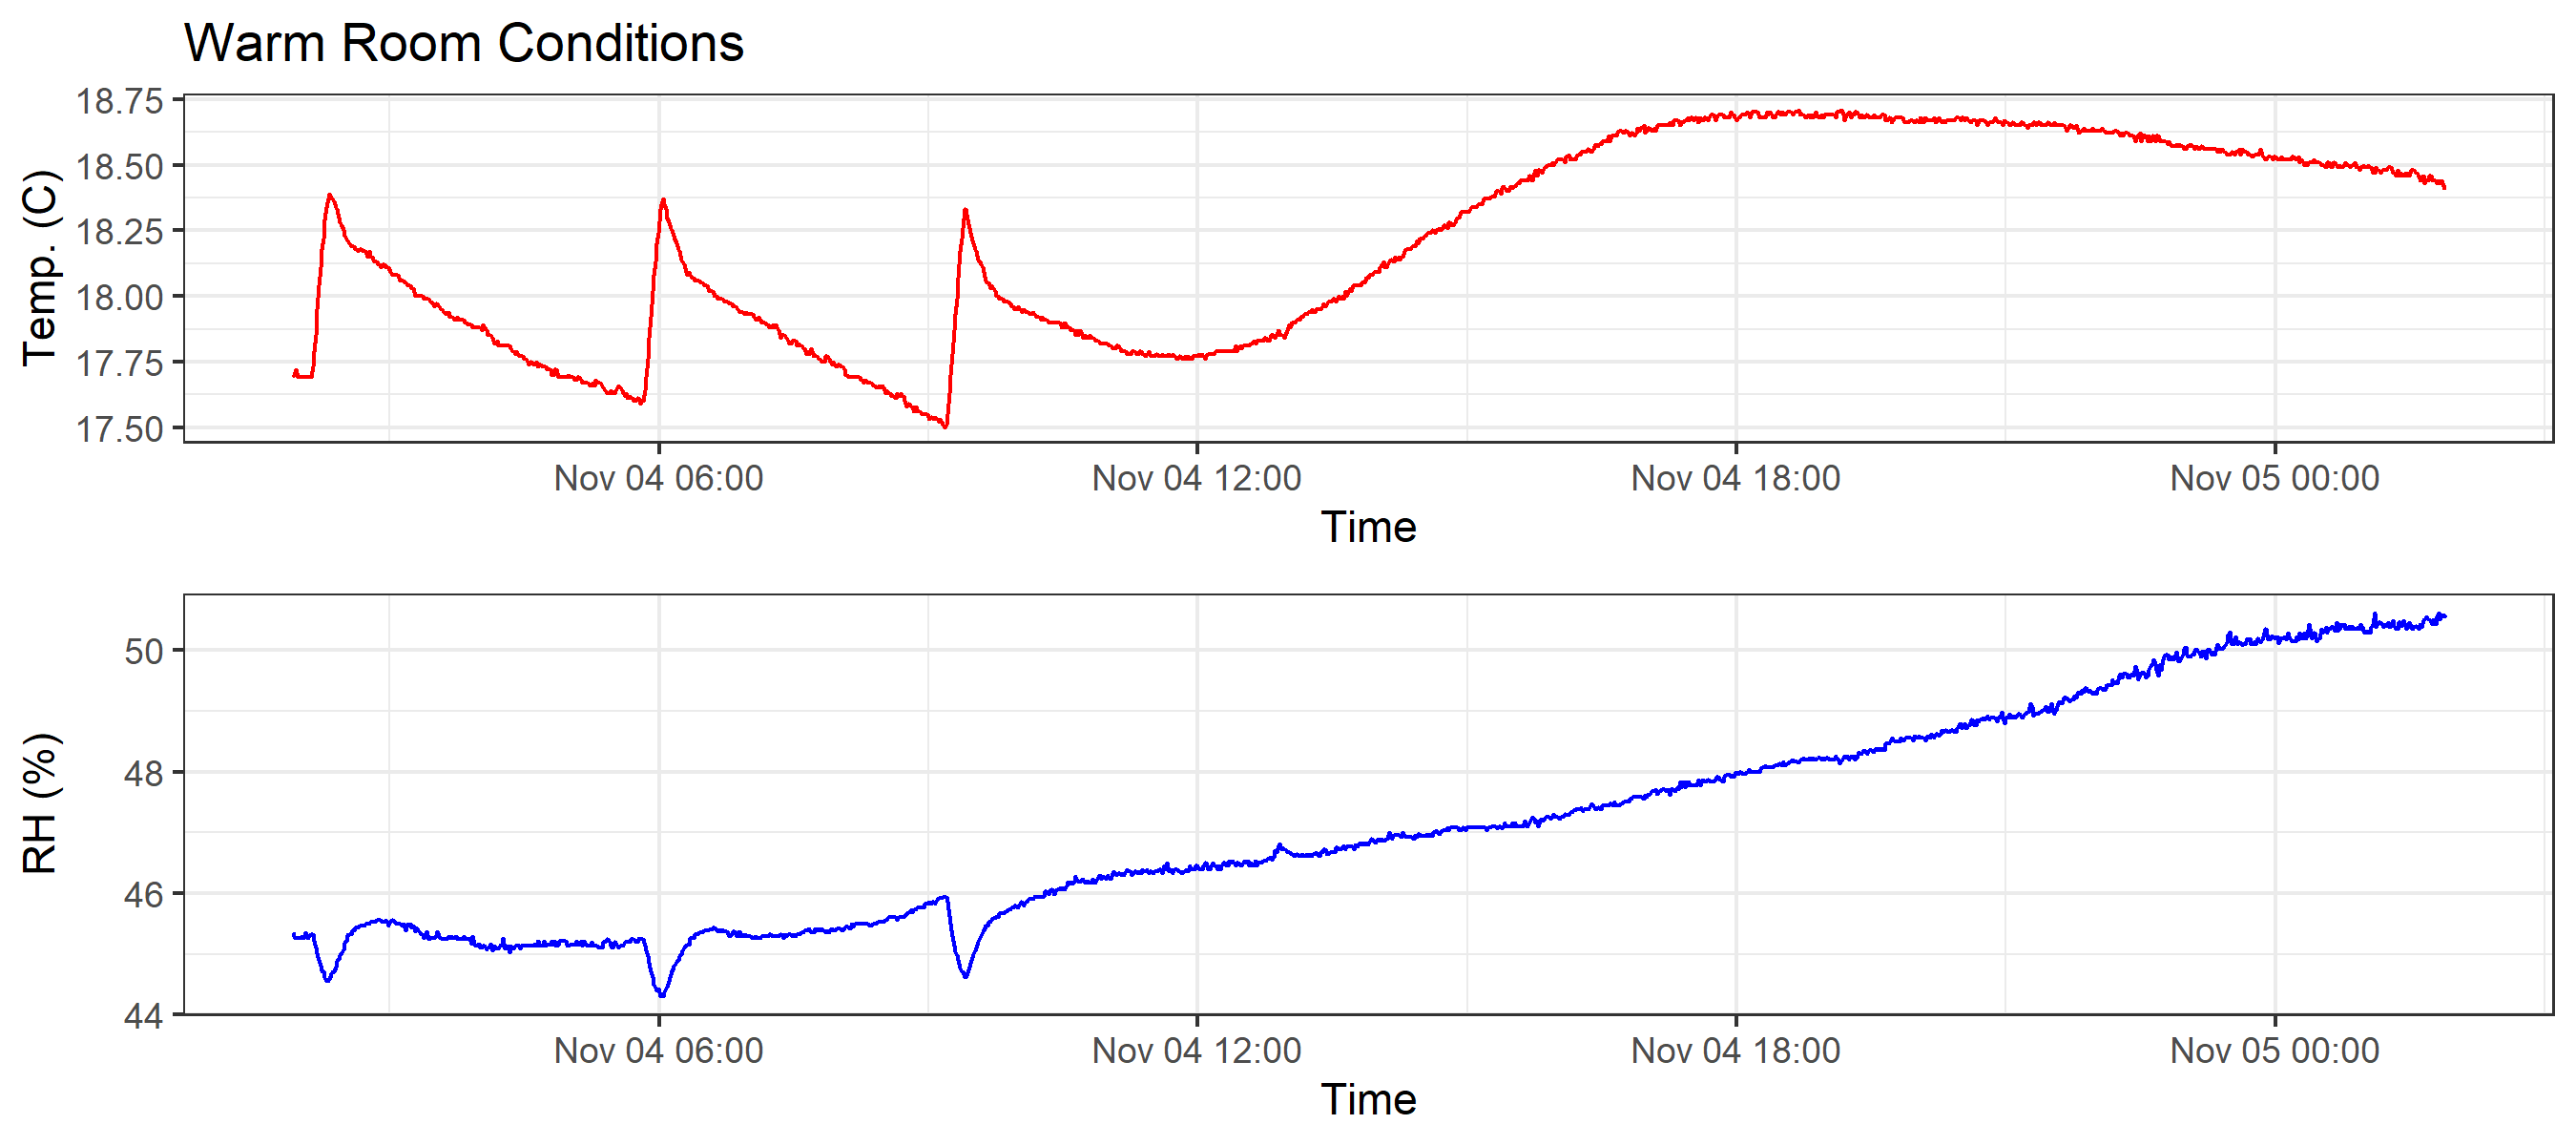 Warm Room Conditions
Temp. (C)
18.75
18.50
18.25
18.00
17.75
17.50
Nov 04 06:00 Nov 04 12:00 Nov 04 18:00 Nov 05 00:00
Time
RH (%)
50
48
46
44
Nov 04 06:00 Nov 04 12:00 Nov 04 18:00 Nov 05 00:00
Time